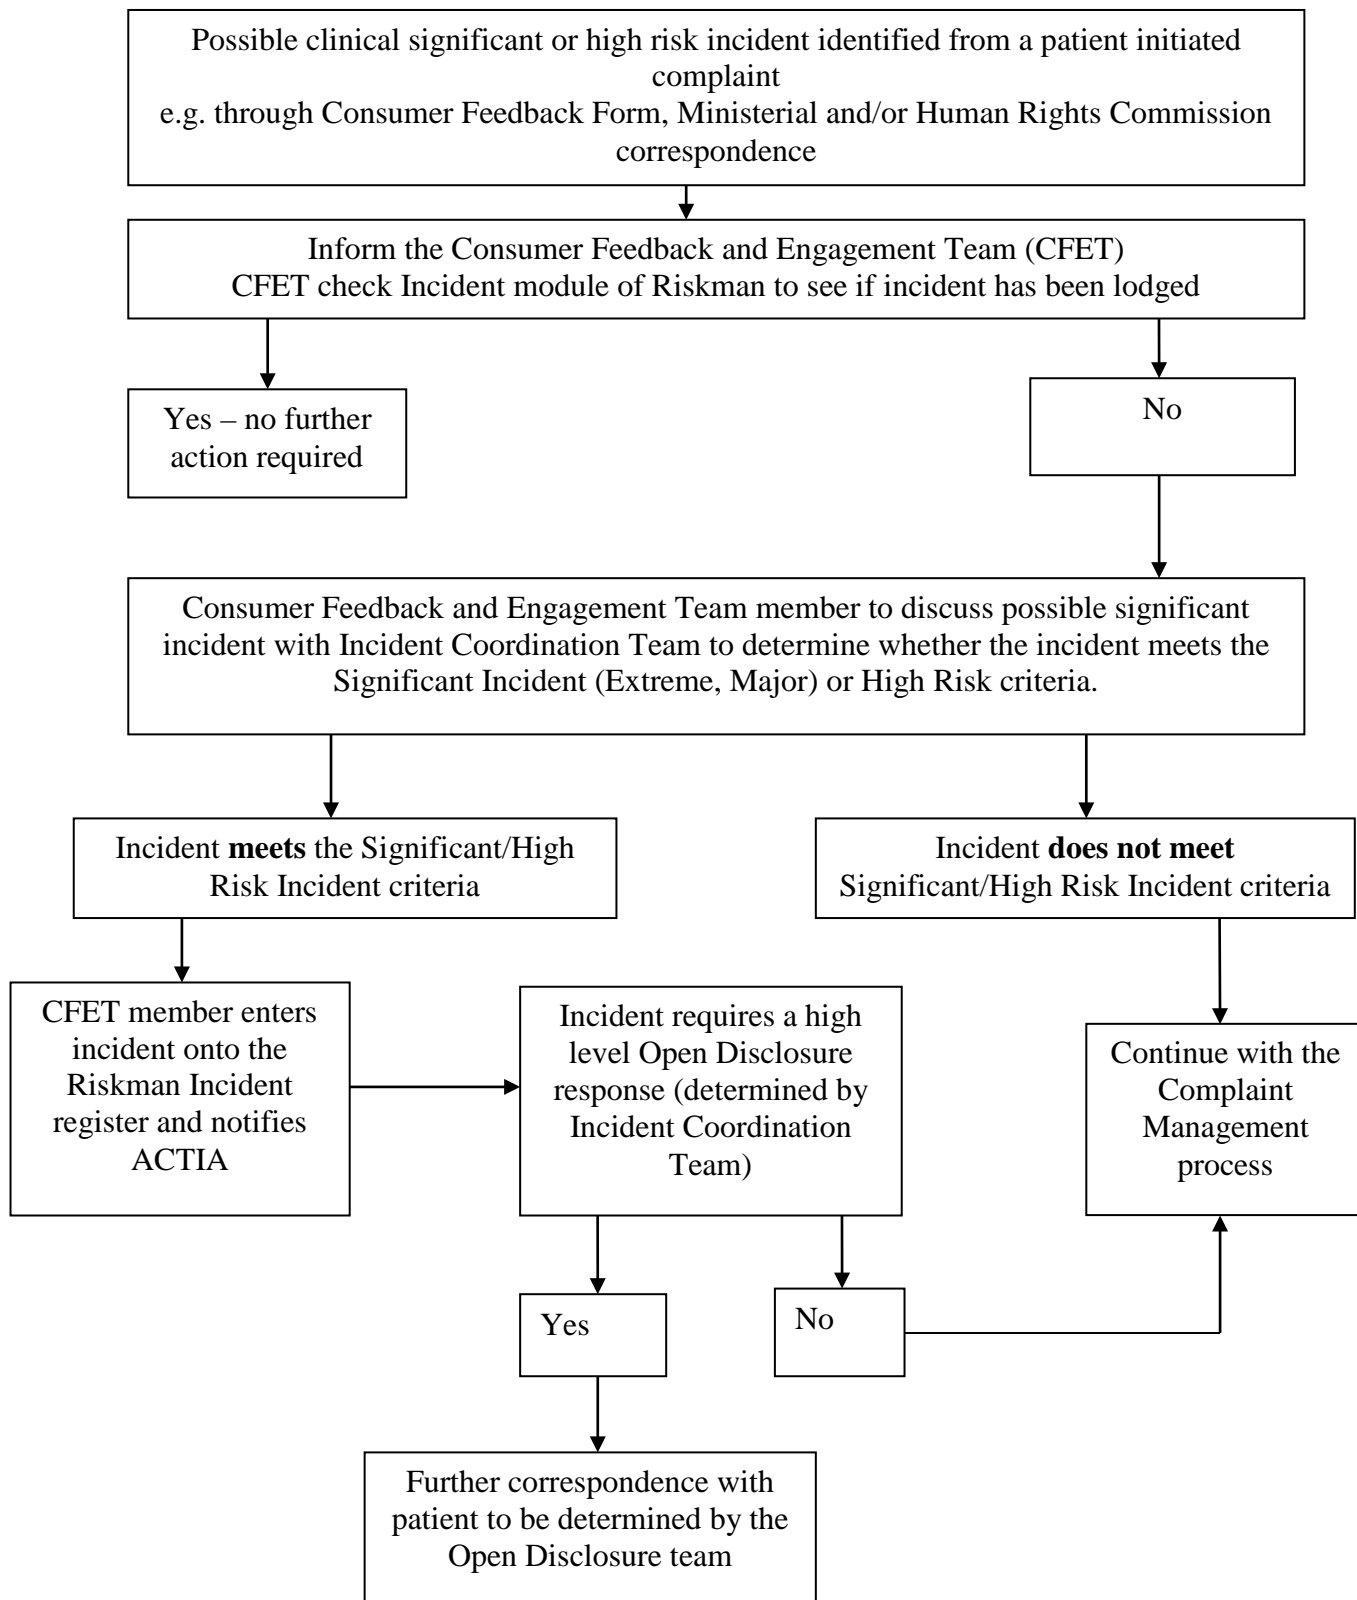 Possible clinical significant or high risk incident identified from a patient initiated
complaint
e.g. through Consumer Feedback Form, Ministerial and/or Human Rights Commission
correspondence
Inform the Consumer Feedback and Engagement Team (CFET)
CFET check Incident module of Riskman to see if incident has been lodged
Yes – no further
action required
No
Consumer Feedback and Engagement Team member to discuss possible significant
incident with Incident Coordination Team to determine whether the incident meets the
Significant Incident (Extreme, Major) or High Risk criteria.
Incident meets the Significant/High
Risk Incident criteria
Incident does not meet
Significant/High Risk Incident criteria
CFET member enters
incident onto the
Riskman Incident
register and notifies
ACTIA
Incident requires a high
level Open Disclosure
response (determined by
Incident Coordination
Team)
Continue with the
Complaint
Management
process
Yes
No
Further correspondence with
patient to be determined by the
Open Disclosure team